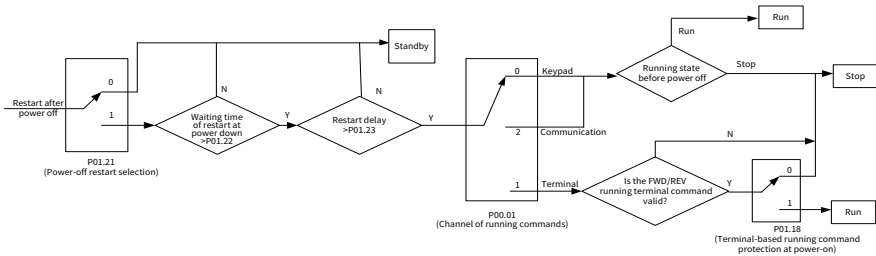 Restart after
power off
0
1
P01.21
(Power-off restart selection)
N
Waiting time
of restart at
power down
>P01.22
Y
N
Restart delay
>P01.23
Y
Standby
0
Keypad
2
Communication
1
Terminal
P00.01
(Channel of running commands)
Run
Run
Running state
before power off
Stop
Stop
N
Is the FWD/REV
running terminal command
valid?
Y
0
1
Run
P01.18
(Terminal-based running command
protection at power-on)